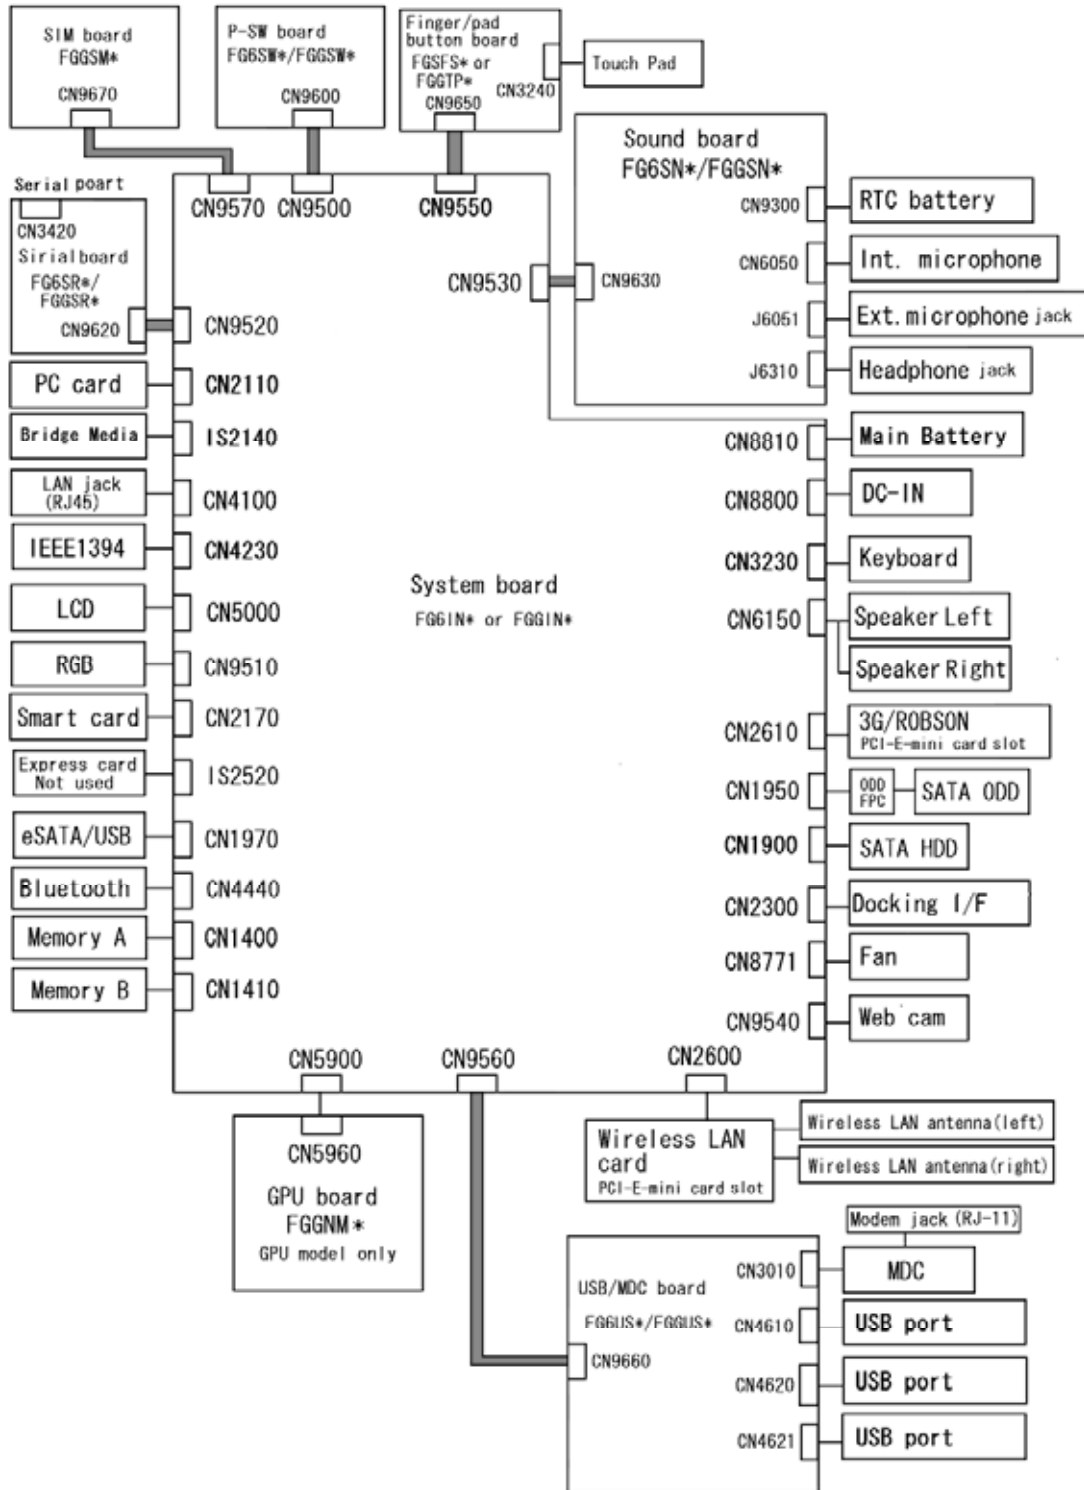 SIM board
FGGSM*
CN9670
P-SW board
FG6SW*/FGGSW*
CN9600
Finger/pad
button board
FGSFS* or
FGGTP*
CN9650
CN3240
Touch Pad
Sound board
FG6SN*/FGGSN*
CN9300
RTC battery
CN6050
Int. microphone
J6051
Ext. microphone jack
J6310
Headphone jack
CN9630
CN9530
CN9570
CN9500
CN9550
Serial poart
CN3420
Sirialboard
FG6SR*/
FGGSR*
CN9620
CN9520
PC card
CN2110
Bridge Media
IS2140
LAN jack
(RJ45)
CN4100
IEEE1394
CN4230
LCD
CN5000
RGB
CN9510
Smart card
CN2170
Express card
Not used
IS2520
eSATA/USB
CN1970
Bluetooth
CN4440
Memory A
CN1400
Memory B
CN1410
System board
FG6IN* or FGGIN*
CN8810
Main Battery
CN8800
DC-IN
CN3230
Keyboard
CN6150
Speaker Left
Speaker Right
CN2610
3G/ROBSON
PCI-E-mini card slot
CN1950
ODD
FPC
SATA ODD
CN1900
SATA HDD
CN2300
Docking I/F
CN8771
Fan
CN9540
Web cam
CN5900
CN9560
CN2600
CN5960
GPU board
FGGNM*
GPU model only
Wireless LAN
card
PCI-E-mini card slot
Wireless LAN antenna(left)
Wireless LAN antenna(right)
Modem jack (RJ-11)
USB/MDC board
FG6US*/FGGUS*
CN9660
CN3010
MDC
CN4610
USB port
CN4620
USB port
CN4621
USB port